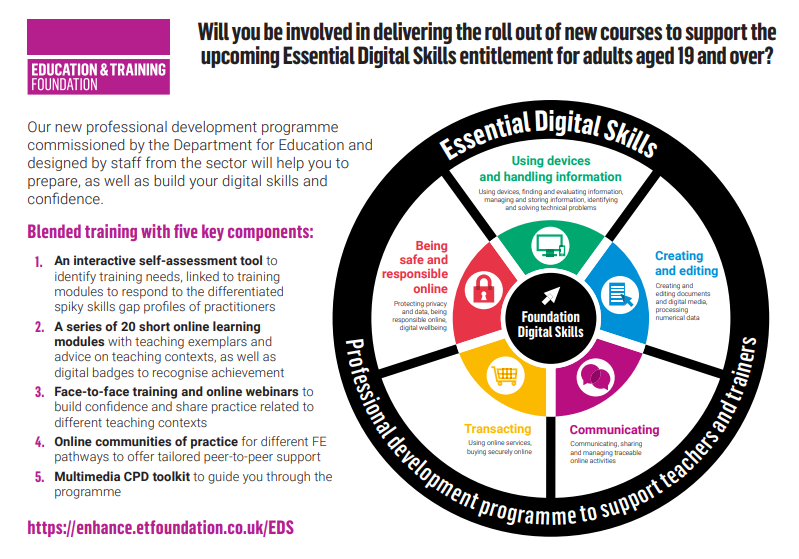 EDUCATION & TRAINING
FOUNDATION
Will you be involved in delivering the roll out of new courses to support the
upcoming Essential Digital Skills entitlement for adults aged 19 and over?
Our new professional development programme
commissioned by the Department for Education and
designed by staff from the sector will help you to
prepare, as well as build your digital skills and
confidence.
Blended training with five key components:
1. An interactive self-assessment tool to
identify training needs, linked to training
modules to respond to the differentiated
spiky skills gap profiles of practitioners
2. A series of 20 short online learning
modules with teaching exemplars and
advice on teaching contexts, as well as
digital badges to recognise achievement
3. Face-to-face training and online webinars to
build confidence and share practice related to
different teaching contexts
4. Online communities of practice for different FE
pathways to offer tailored peer-to-peer support
5. Multimedia CPD toolkit to guide you through the
programme
https://enhance.etfoundation.co.uk/EDS
Essential Digital Skills
Using devices
and handling information
Using devices, finding and evaluating information,
managing and storing information, identifying
and solving technical problems
Being
safe and
responsible
online
Protecting privacy
and data, being
responsible online,
digital wellbeing
Creating
and editing
Creating and
editing documents
and digital media,
processing
numerical data
Foundation
Digital Skills
Transacting
Using online services,
buying securely online
Communicating
Communicating, sharing
and managing traceable
online activities
Professional development programme to support teachers and trainers